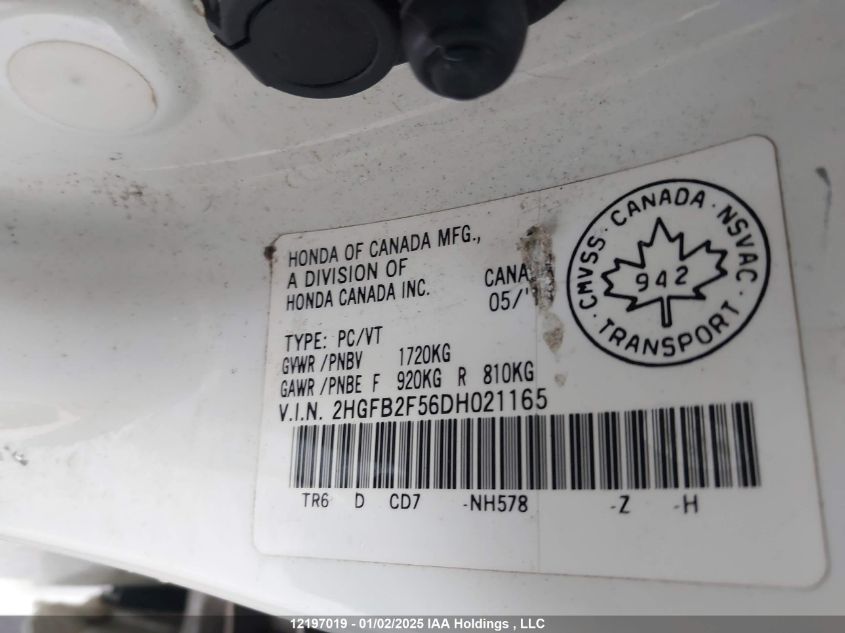 HONDA OF CANADA MFG.,
A DIVISION OF
HONDA CANADA INC.
05/'
TYPE: PC/VT
GVWR /PNBV 1720KG
GAWR /PNBE F 920KG R 810KG
V.I.N. 2HGFB2F56DH021165
TR6 D CD7 -NH578 -Z -H
CMVSS · CANADA · NSVAC · TRANSPORT ·
942
12197019 - 01/02/2025 IAA Holdings , LLC